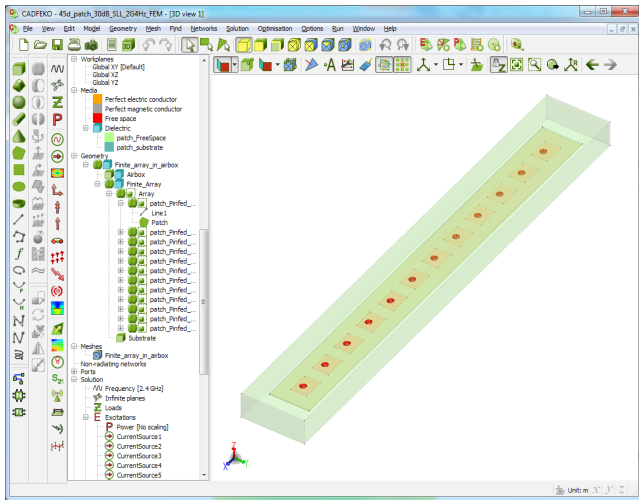 CADFEKO - 45d_patch_30dB_SLL_2G4Hz_FEM - [3D view 1]
File Edit Model Geometry Mesh Find Networks Solution Optimisation Options Run Window Help
Workplanes
Global XY [Default]
Global XZ
Global YZ
Media
Perfect electric conductor
Perfect magnetic conductor
Free space
Dielectric
patch_FreeSpace
patch_substrate
Geometry
Finite_array_in_airbox
Airbox
Finite_Array
Array
patch_Pinfed_...
Line1
Patch
patch_Pinfed_...
patch_Pinfed_...
patch_Pinfed_...
patch_Pinfed_...
patch_Pinfed_...
patch_Pinfed_...
patch_Pinfed_...
patch_Pinfed_...
patch_Pinfed_...
patch_Pinfed_...
patch_Pinfed_...
Substrate
Meshes
Finite_array_in_airbox
Non-radiating networks
Ports
Solution
Frequency [2.4 GHz]
Infinite planes
Loads
Excitations
Power [No scaling]
CurrentSource1
CurrentSource2
CurrentSource3
CurrentSource4
CurrentSource5
Z
X
Y
Unit: m X Y Z